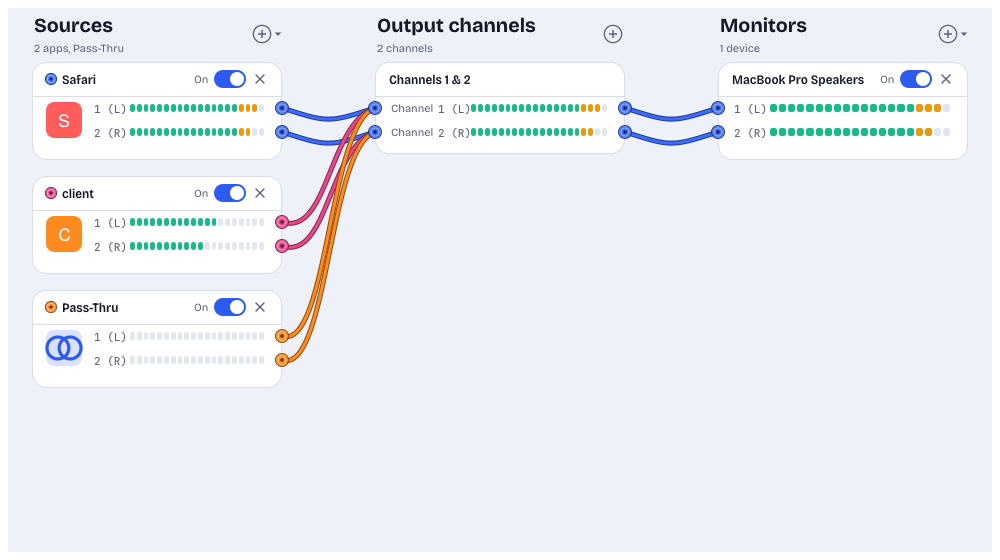 Sources
2 apps, Pass-Thru
Safari On
S
1 (L)
2 (R)
client On
C
1 (L)
2 (R)
Pass-Thru On
1 (L)
2 (R)
Output channels
2 channels
Channels 1 & 2
Channel 1 (L)
Channel 2 (R)
Monitors
1 device
MacBook Pro Speakers On
1 (L)
2 (R)